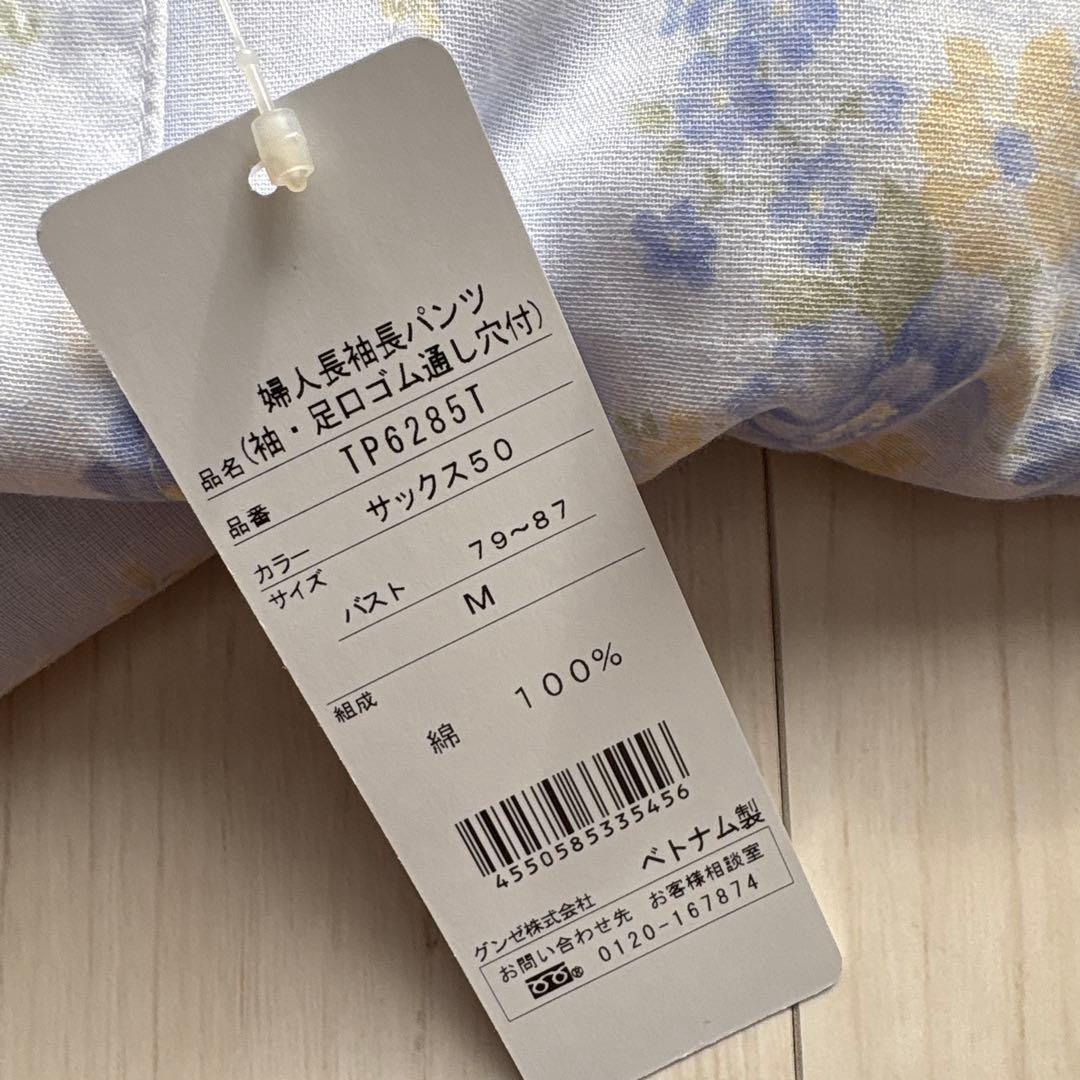 婦人長袖長パンツ
品名(袖・足口ゴム通し穴付)
品番 TP6285T
カラー サックス50
サイズ
バスト 79~87
M
組成
綿 100%
4550585335456
ベトナム製
グンゼ株式会社
お問い合わせ先 お客様相談室
® 0120-167874